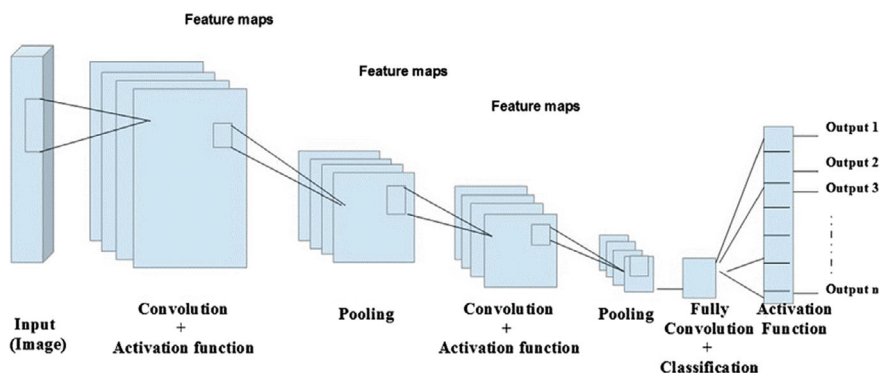 Feature maps
Feature maps
Feature maps
Output 1
Output 2
Output 3
Output n
Input
(Image)
Convolution
+
Activation function
Pooling
Convolution
+
Activation function
Pooling
Fully
Convolution
+
Classification
Activation
Function